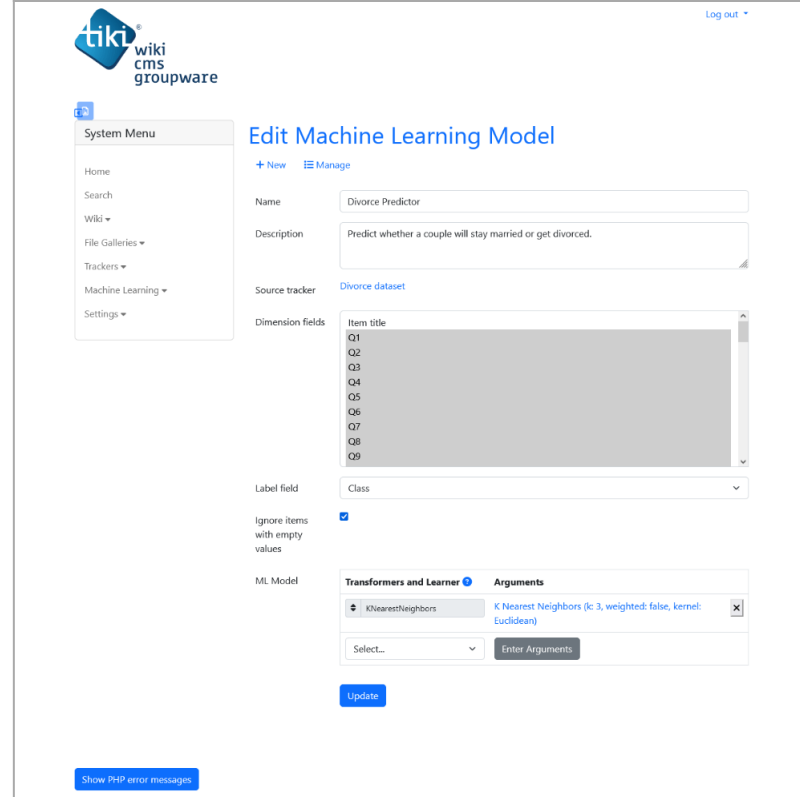 Log out
tiki®
wiki
cms
groupware
System Menu
Home
Search
Wiki
File Galleries
Trackers
Machine Learning
Settings
Edit Machine Learning Model
+ New Manage
Name Divorce Predictor
Description Predict whether a couple will stay married or get divorced.
Source tracker Divorce dataset
Dimension fields Item title
Q1
Q2
Q3
Q4
Q5
Q6
Q7
Q8
Q9
Label field Class
Ignore items
with empty
values
ML Model Transformers and Learner ? Arguments
KNearestNeighbors K Nearest Neighbors (k: 3, weighted: false, kernel:
Euclidean)
Select... Enter Arguments
Update
Show PHP error messages